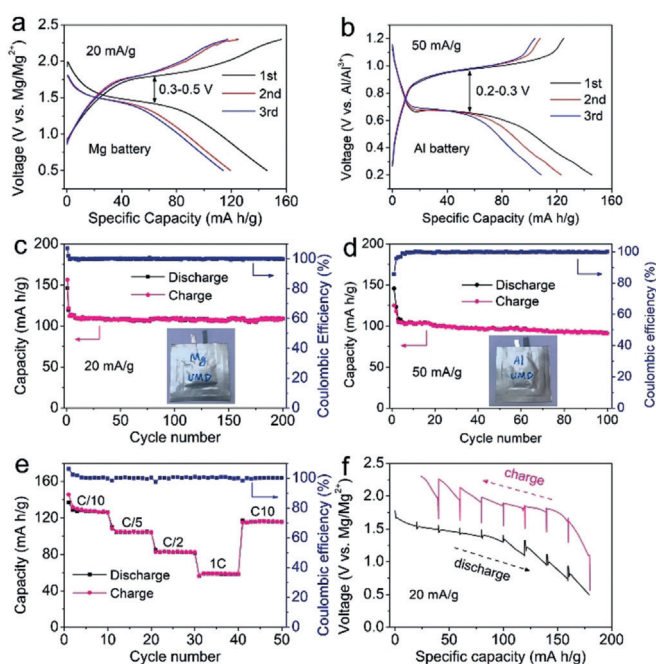 a
20 mA/g
1st
2nd
3rd
0.3-0.5 V
Mg battery
Voltage (V vs. Mg/Mg²⁺)
2.5
2.0
1.5
1.0
0.5
0 40 80 120 160
Specific Capacity (mA h/g)
b
50 mA/g
1st
2nd
3rd
0.2-0.3 V
Al battery
Voltage (V vs. Al/Al³⁺)
1.2
1.0
0.8
0.6
0.4
0.2
0 40 80 120 160
Specific Capacity (mA h/g)
c
Discharge
Charge
20 mA/g
Mg
UMD
Capacity (mA h/g)
200
150
100
50
0
Coulombic Efficiency (%)
100
80
60
40
20
0
0 50 100 150 200
Cycle number
d
Discharge
Charge
50 mA/g
Al
UMD
Capacity (mA h/g)
200
150
100
50
0
Coulombic efficiency (%)
100
80
60
40
20
0
0 20 40 60 80 100
Cycle number
e
C/10
C/5
C/2
1C
C10
Discharge
Charge
Capacity (mA h/g)
160
120
80
40
0
Coulombic efficiency (%)
100
80
60
40
20
0
0 10 20 30 40 50
Cycle number
f
charge
discharge
20 mA/g
Voltage (V vs. Mg/Mg²⁺)
2.5
2.0
1.5
1.0
0.5
0.0
0 50 100 150 200
Specific capacity (mA h/g)